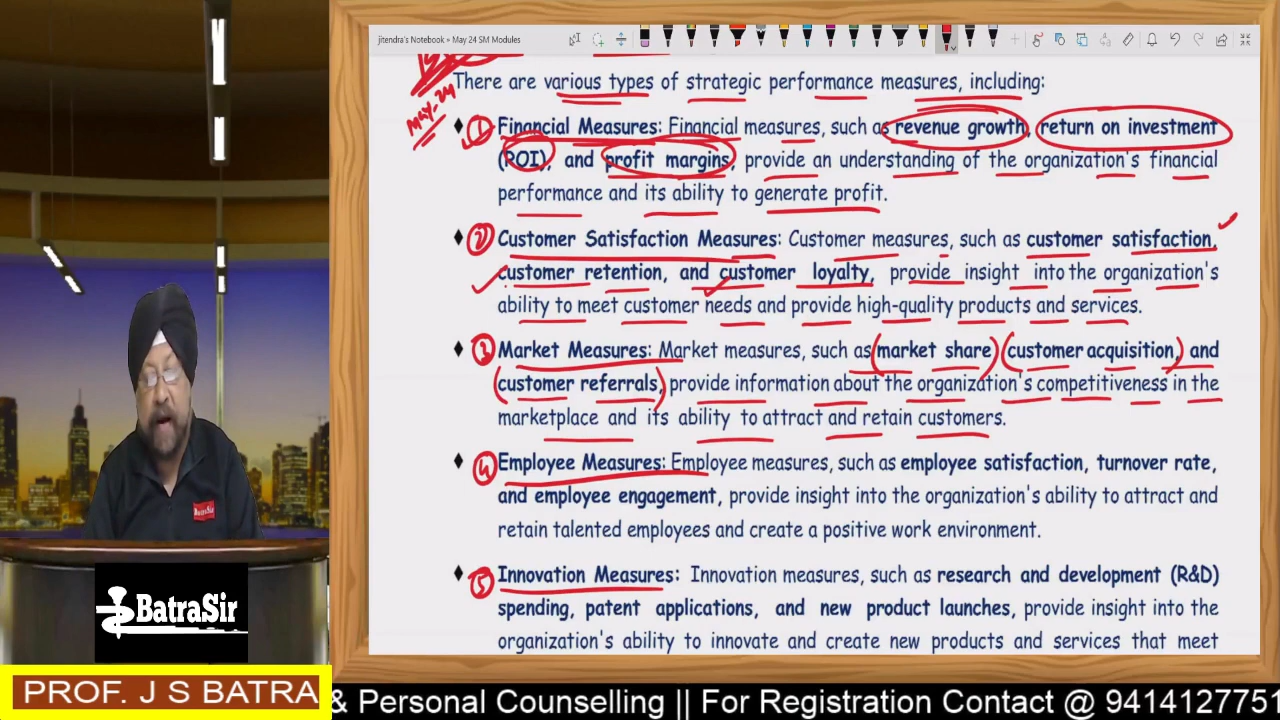 jitendra's Notebook » May 24 SM Modules
May-24
There are various types of strategic performance measures, including:
♦ ① Financial Measures: Financial measures, such as revenue growth, return on investment
(ROI), and profit margins, provide an understanding of the organization's financial
performance and its ability to generate profit.
♦ ② Customer Satisfaction Measures: Customer measures, such as customer satisfaction,
customer retention, and customer loyalty, provide insight into the organization's
ability to meet customer needs and provide high-quality products and services.
♦ ③ Market Measures: Market measures, such as (market share) (customer acquisition,) and
(customer referrals,) provide information about the organization's competitiveness in the
marketplace and its ability to attract and retain customers.
♦ ④ Employee Measures: Employee measures, such as employee satisfaction, turnover rate,
and employee engagement, provide insight into the organization's ability to attract and
retain talented employees and create a positive work environment.
♦ ⑤ Innovation Measures: Innovation measures, such as research and development (R&D)
spending, patent applications, and new product launches, provide insight into the
organization's ability to innovate and create new products and services that meet
BatraSir
BatraSir
PROF. J S BATRA
& Personal Counselling || For Registration Contact @ 9414127751